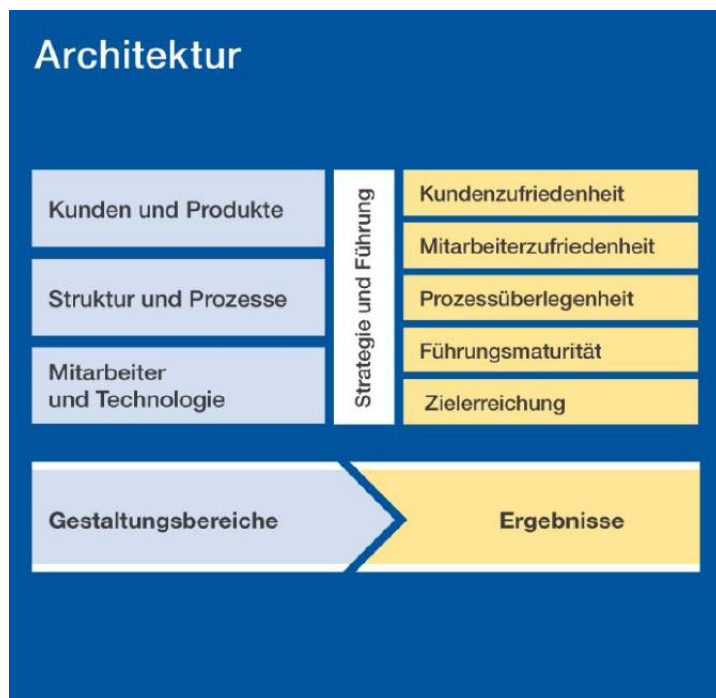 Architektur
Kunden und Produkte
Struktur und Prozesse
Mitarbeiter
und Technologie
Strategie und Führung
Kundenzufriedenheit
Mitarbeiterzufriedenheit
Prozessüberlegenheit
Führungsmaturität
Zielerreichung
Gestaltungsbereiche
Ergebnisse